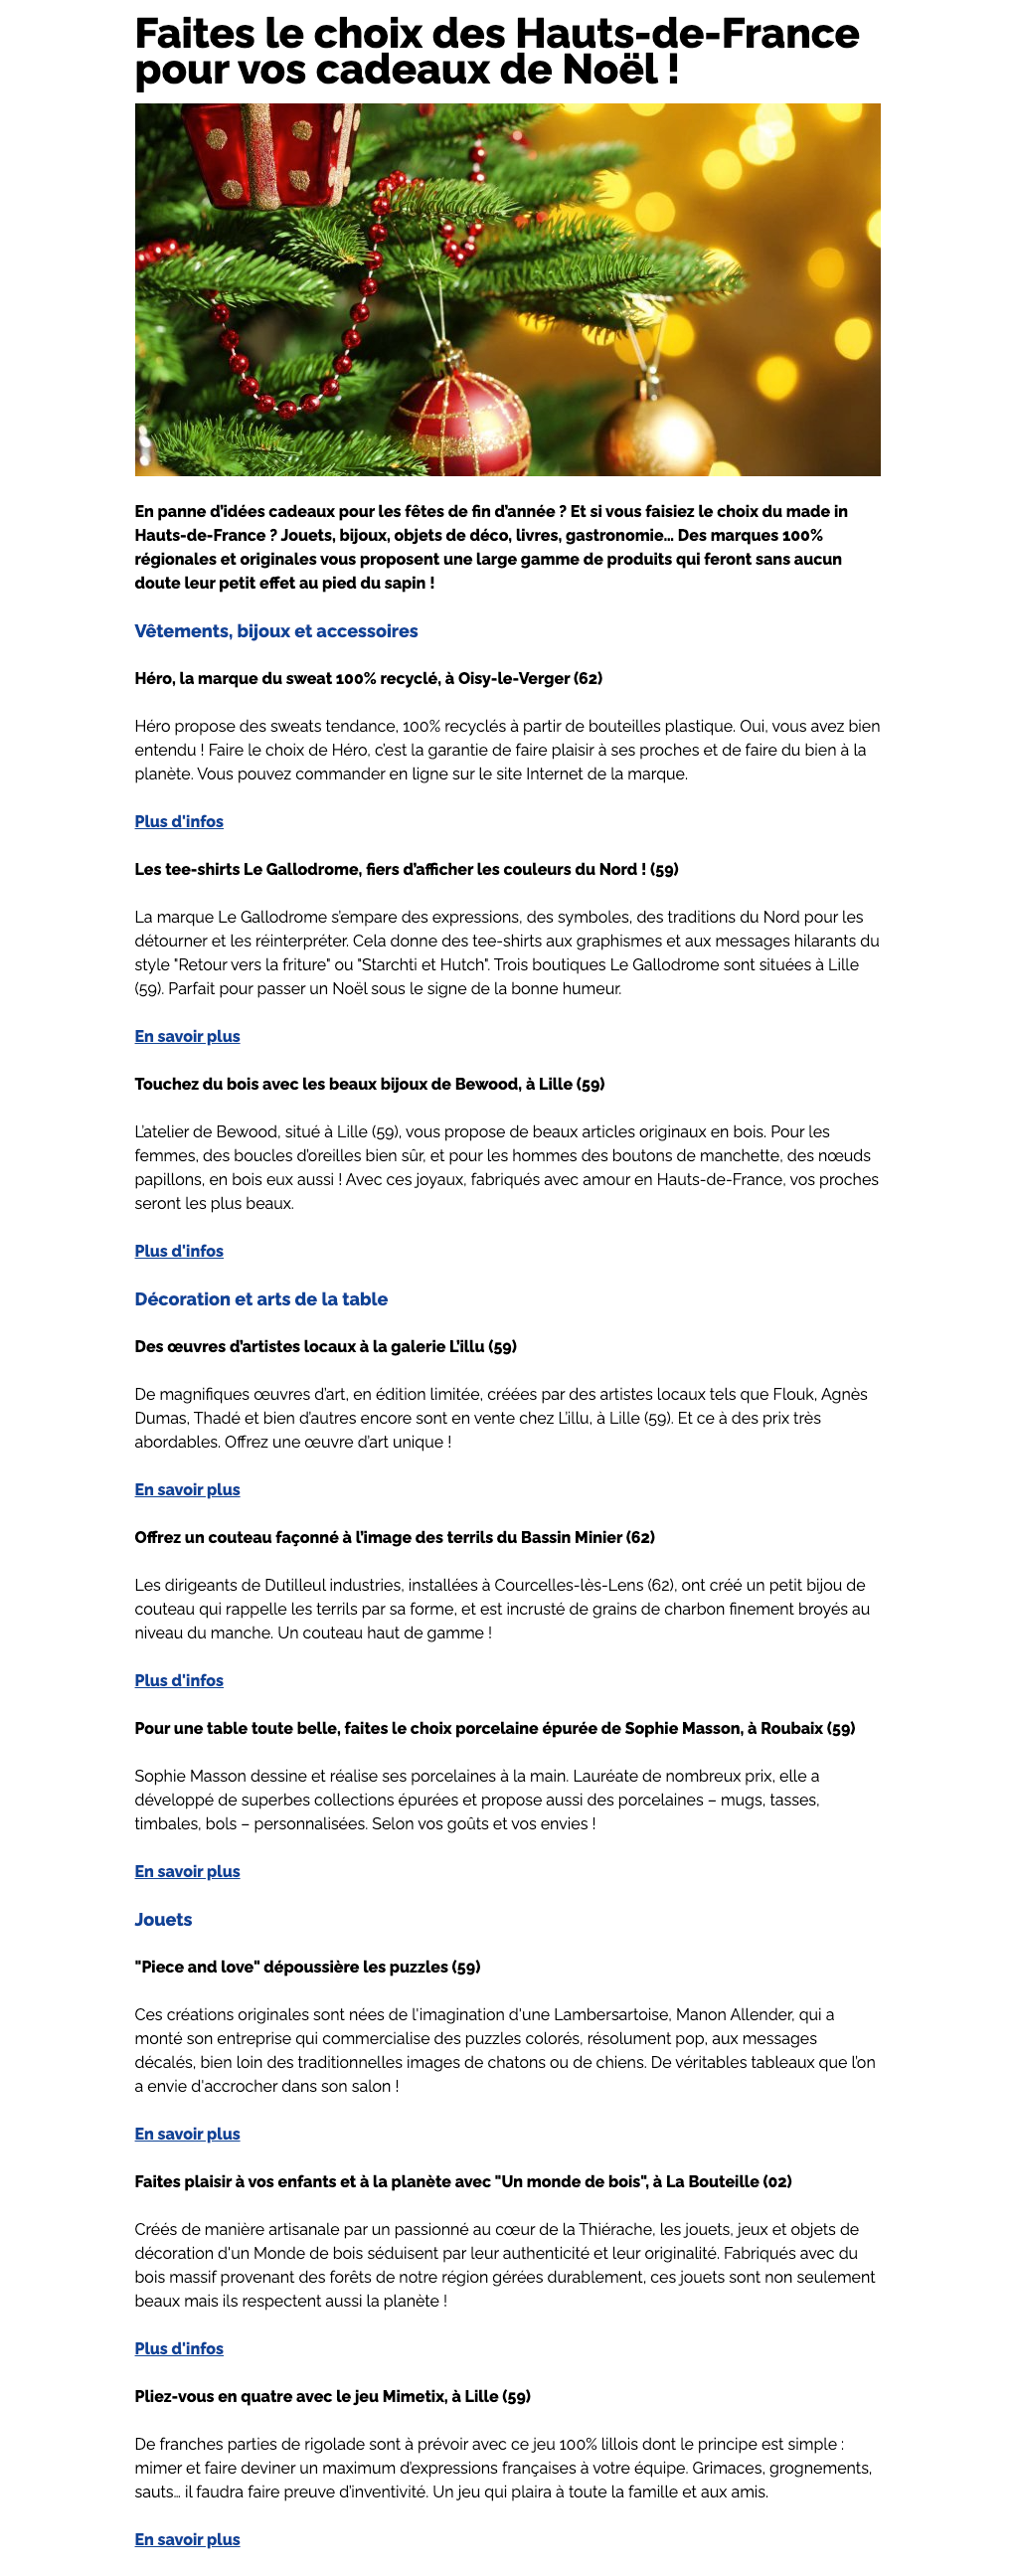 Faites le choix des Hauts-de-France
pour vos cadeaux de Noël !
En panne d’idées cadeaux pour les fêtes de fin d’année ? Et si vous faisiez le choix du made in
Hauts-de-France ? Jouets, bijoux, objets de déco, livres, gastronomie… Des marques 100%
régionales et originales vous proposent une large gamme de produits qui feront sans aucun
doute leur petit effet au pied du sapin !
Vêtements, bijoux et accessoires
Héro, la marque du sweat 100% recyclé, à Oisy-le-Verger (62)
Héro propose des sweats tendance, 100% recyclés à partir de bouteilles plastique. Oui, vous avez bien
entendu ! Faire le choix de Héro, c’est la garantie de faire plaisir à ses proches et de faire du bien à la
planète. Vous pouvez commander en ligne sur le site Internet de la marque.
Plus d'infos
Les tee-shirts Le Gallodrome, fiers d’afficher les couleurs du Nord ! (59)
La marque Le Gallodrome s’empare des expressions, des symboles, des traditions du Nord pour les
détourner et les réinterpréter. Cela donne des tee-shirts aux graphismes et aux messages hilarants du
style "Retour vers la friture" ou "Starchti et Hutch". Trois boutiques Le Gallodrome sont situées à Lille
(59). Parfait pour passer un Noël sous le signe de la bonne humeur.
En savoir plus
Touchez du bois avec les beaux bijoux de Bewood, à Lille (59)
L’atelier de Bewood, situé à Lille (59), vous propose de beaux articles originaux en bois. Pour les
femmes, des boucles d’oreilles bien sûr, et pour les hommes des boutons de manchette, des nœuds
papillons, en bois eux aussi ! Avec ces joyaux, fabriqués avec amour en Hauts-de-France, vos proches
seront les plus beaux.
Plus d'infos
Décoration et arts de la table
Des œuvres d’artistes locaux à la galerie L’illu (59)
De magnifiques œuvres d’art, en édition limitée, créées par des artistes locaux tels que Flouk, Agnès
Dumas, Thadé et bien d’autres encore sont en vente chez L’illu, à Lille (59). Et ce à des prix très
abordables. Offrez une œuvre d’art unique !
En savoir plus
Offrez un couteau façonné à l’image des terrils du Bassin Minier (62)
Les dirigeants de Dutilleul industries, installées à Courcelles-lès-Lens (62), ont créé un petit bijou de
couteau qui rappelle les terrils par sa forme, et est incrusté de grains de charbon finement broyés au
niveau du manche. Un couteau haut de gamme !
Plus d'infos
Pour une table toute belle, faites le choix porcelaine épurée de Sophie Masson, à Roubaix (59)
Sophie Masson dessine et réalise ses porcelaines à la main. Lauréate de nombreux prix, elle a
développé de superbes collections épurées et propose aussi des porcelaines – mugs, tasses,
timbales, bols – personnalisées. Selon vos goûts et vos envies !
En savoir plus
Jouets
"Piece and love" dépoussière les puzzles (59)
Ces créations originales sont nées de l'imagination d'une Lambersartoise, Manon Allender, qui a
monté son entreprise qui commercialise des puzzles colorés, résolument pop, aux messages
décalés, bien loin des traditionnelles images de chatons ou de chiens. De véritables tableaux que l’on
a envie d'accrocher dans son salon !
En savoir plus
Faites plaisir à vos enfants et à la planète avec "Un monde de bois", à La Bouteille (02)
Créés de manière artisanale par un passionné au cœur de la Thiérache, les jouets, jeux et objets de
décoration d'un Monde de bois séduisent par leur authenticité et leur originalité. Fabriqués avec du
bois massif provenant des forêts de notre région gérées durablement, ces jouets sont non seulement
beaux mais ils respectent aussi la planète !
Plus d'infos
Pliez-vous en quatre avec le jeu Mimetix, à Lille (59)
De franches parties de rigolade sont à prévoir avec ce jeu 100% lillois dont le principe est simple :
mimer et faire deviner un maximum d’expressions françaises à votre équipe. Grimaces, grognements,
sauts… il faudra faire preuve d’inventivité. Un jeu qui plaira à toute la famille et aux amis.
En savoir plus